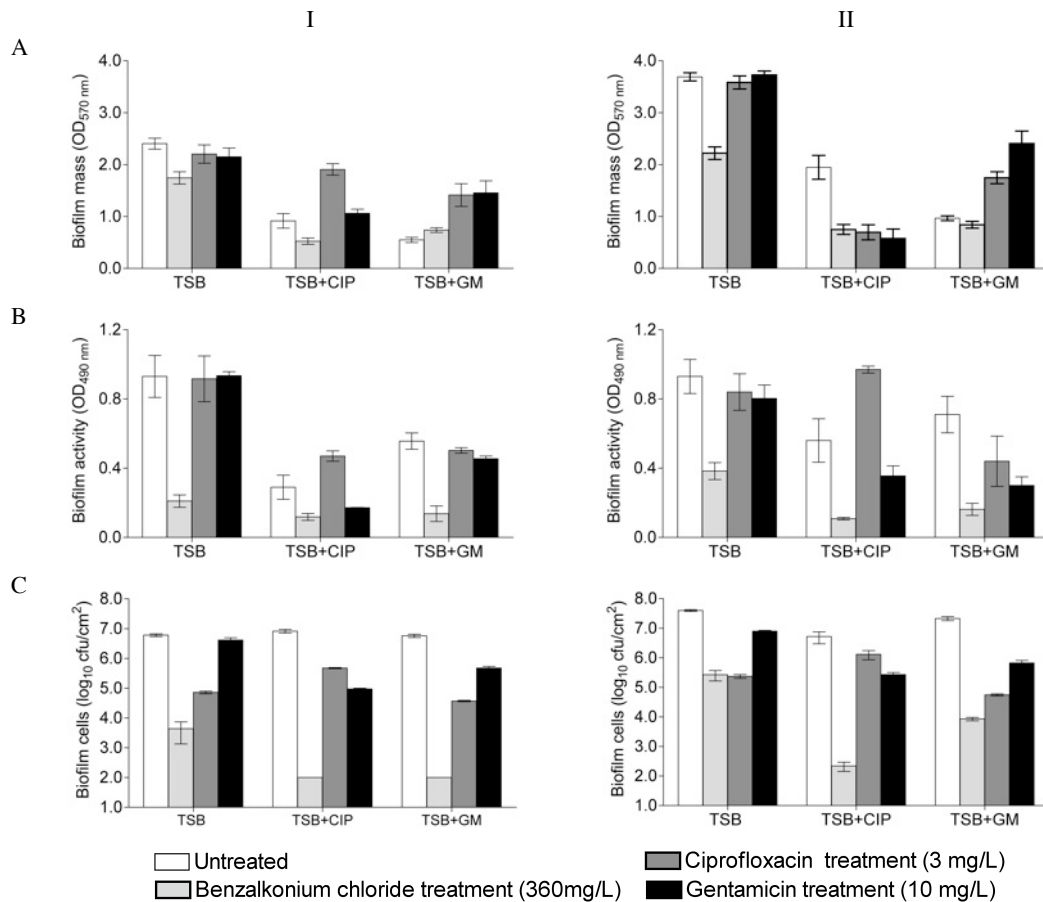 I
II
A
Biofilm mass (OD570 nm)
4.0
3.0
2.0
1.0
0.0
TSB
TSB+CIP
TSB+GM
Biofilm mass (OD570 nm)
4.0
3.0
2.0
1.0
0.0
TSB
TSB+CIP
TSB+GM
B
Biofilm activity (OD490 nm)
1.2
0.8
0.4
0.0
TSB
TSB+CIP
TSB+GM
Biofilm activity (OD490 nm)
1.2
0.8
0.4
0.0
TSB
TSB+CIP
TSB+GM
C
Biofilm cells (log10 cfu/cm2)
8.0
7.0
6.0
5.0
4.0
3.0
2.0
1.0
TSB
TSB+CIP
TSB+GM
Biofilm cells (log10 cfu/cm2)
8.0
7.0
6.0
5.0
4.0
3.0
2.0
1.0
TSB
TSB+CIP
TSB+GM
Untreated
Benzalkonium chloride treatment (360mg/L)
Ciprofloxacin treatment (3 mg/L)
Gentamicin treatment (10 mg/L)